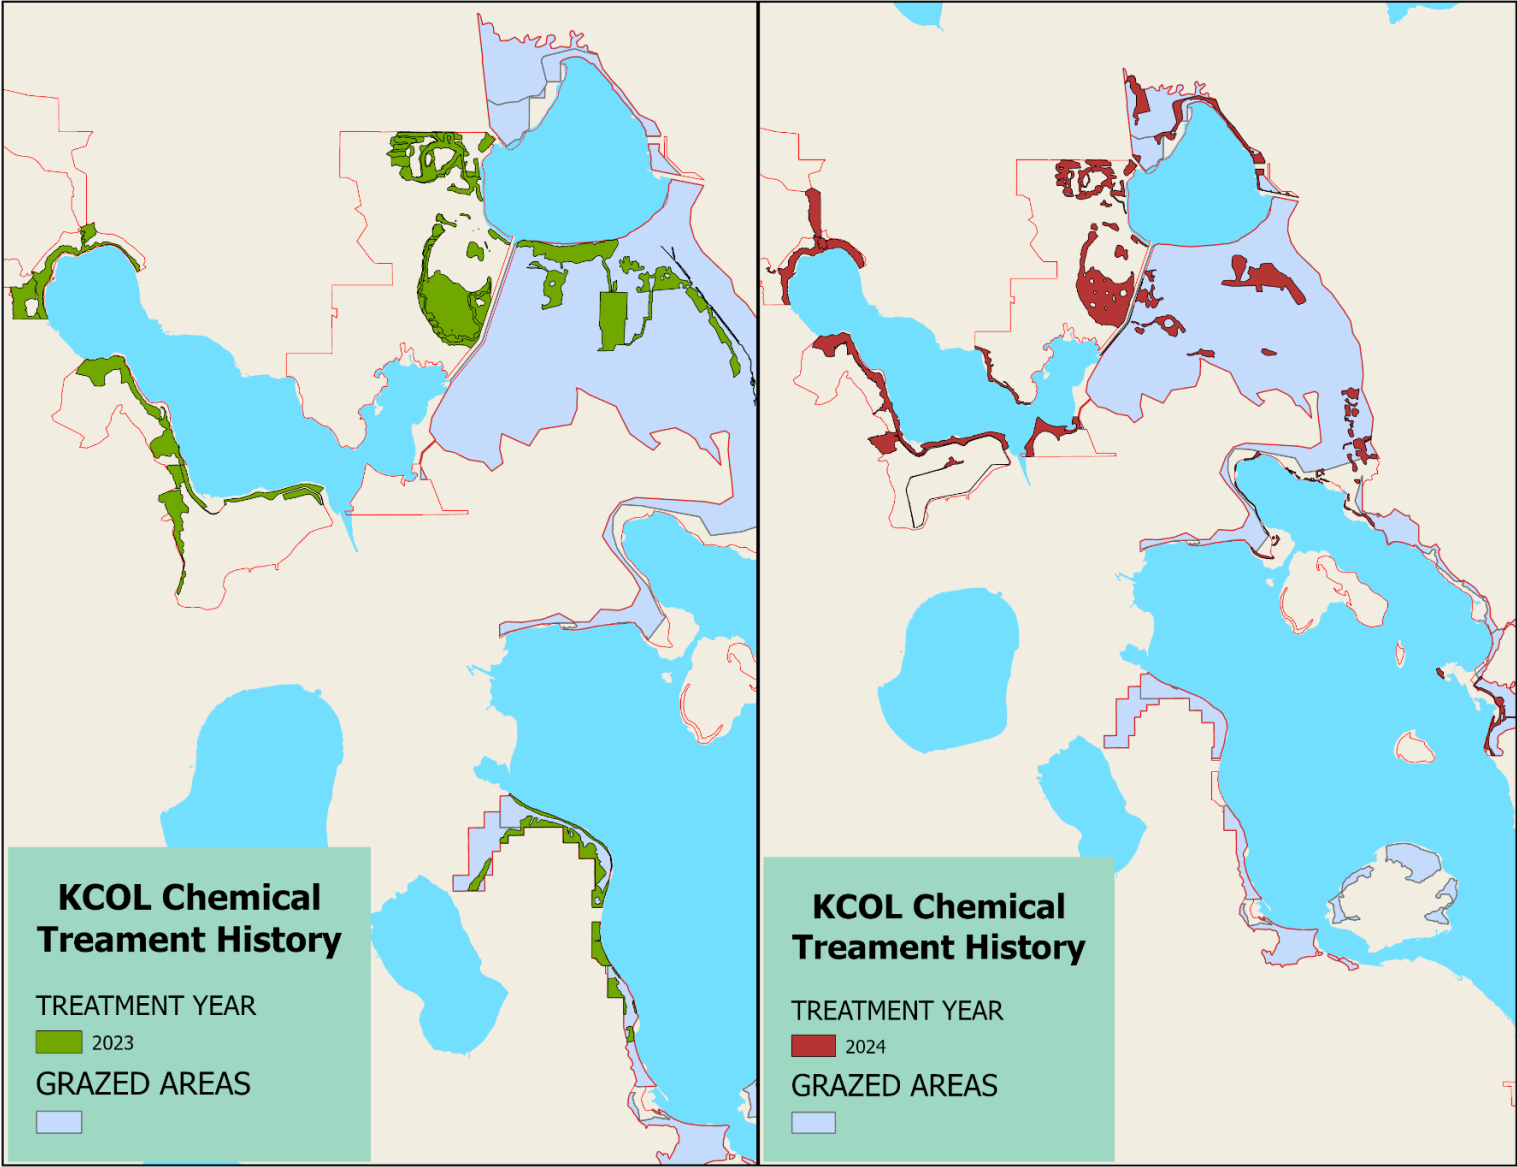 KCOL Chemical
Treament History
TREATMENT YEAR
2023
GRAZED AREAS
KCOL Chemical
Treament History
TREATMENT YEAR
2024
GRAZED AREAS